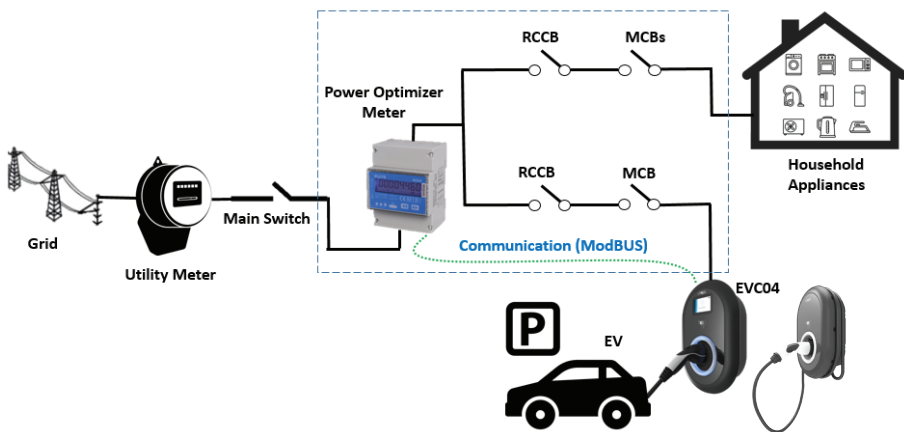 RCCB
MCBs
Power Optimizer
Meter
Household
Appliances
RCCB
MCB
Main Switch
Grid
Utility Meter
Communication (ModBUS)
EVC04
P
EV